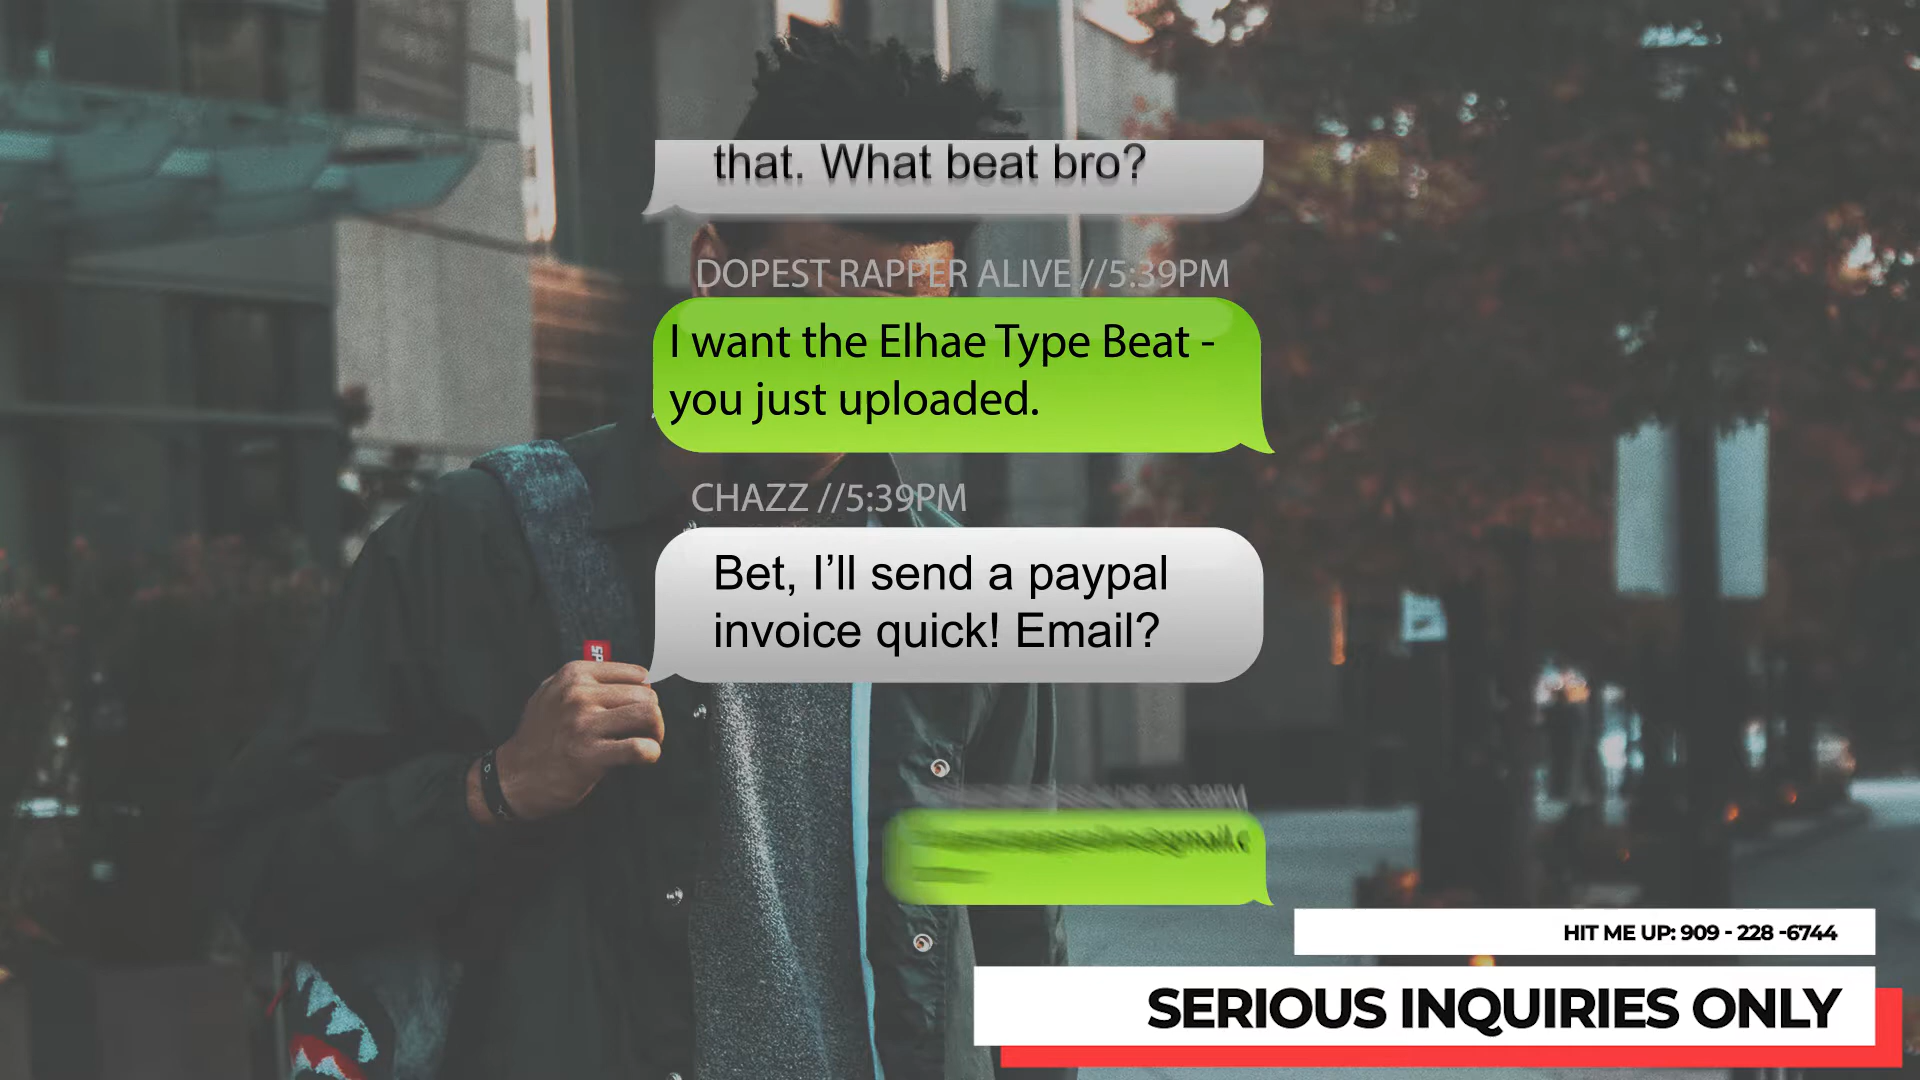 that. What beat bro?
DOPEST RAPPER ALIVE //5:39PM
I want the Elhae Type Beat -
you just uploaded.
CHAZZ //5:39PM
Bet, I’ll send a paypal
invoice quick! Email?
SP
HIT ME UP: 909 - 228 -6744
SERIOUS INQUIRIES ONLY